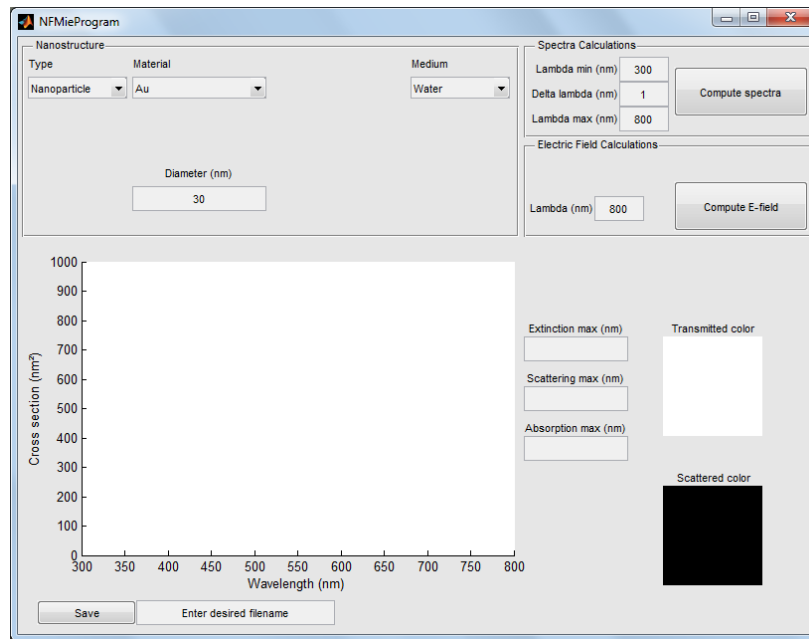 NFMieProgram
Nanostructure
Type Material Medium
Nanoparticle Au Water
Diameter (nm)
30
Spectra Calculations
Lambda min (nm) 300
Delta lambda (nm) 1
Lambda max (nm) 800
Compute spectra
Electric Field Calculations
Lambda (nm) 800
Compute E-field
1000
900
800
700
600
500
400
300
200
100
0
Cross section (nm²)
300 350 400 450 500 550 600 650 700 750 800
Wavelength (nm)
Extinction max (nm)
Scattering max (nm)
Absorption max (nm)
Transmitted color
Scattered color
Save Enter desired filename